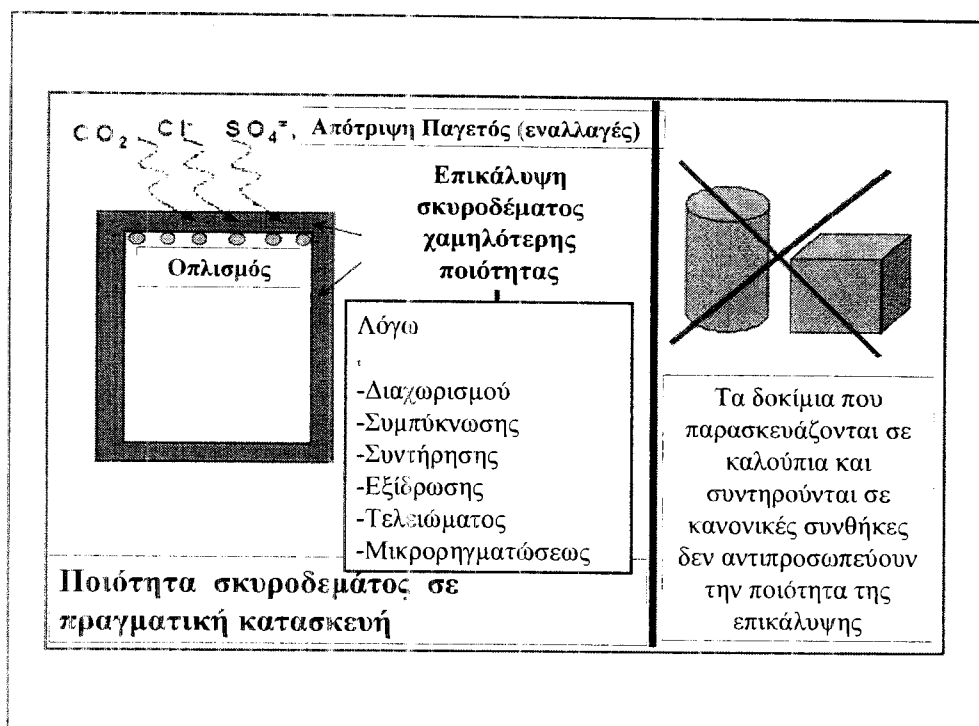 CO₂ Cl⁻ SO₄⁼, Απότριψη Παγετός (εναλλαγές)
Επικάλυψη
σκυροδέματος
χαμηλότερης
ποιότητας
Οπλισμός
Λόγω
-Διαχωρισμού
-Συμπύκνωσης
-Συντήρησης
-Εξίδρωσης
-Τελειώματος
-Μικρορηγματώσεως
Ποιότητα σκυροδεμάτος σε
πραγματική κατασκευή
Τα δοκίμια που
παρασκευάζονται σε
καλούπια και
συντηρούνται σε
κανονικές συνθήκες
δεν αντιπροσωπεύουν
την ποιότητα της
επικάλυψης